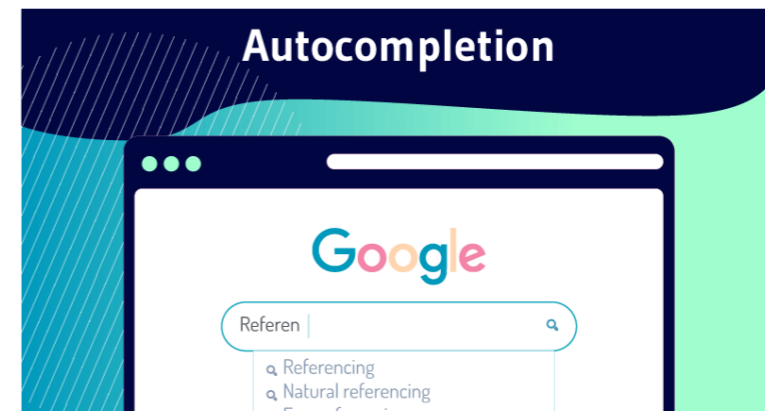 Autocompletion
Google
Referen
Referencing
Natural referencing